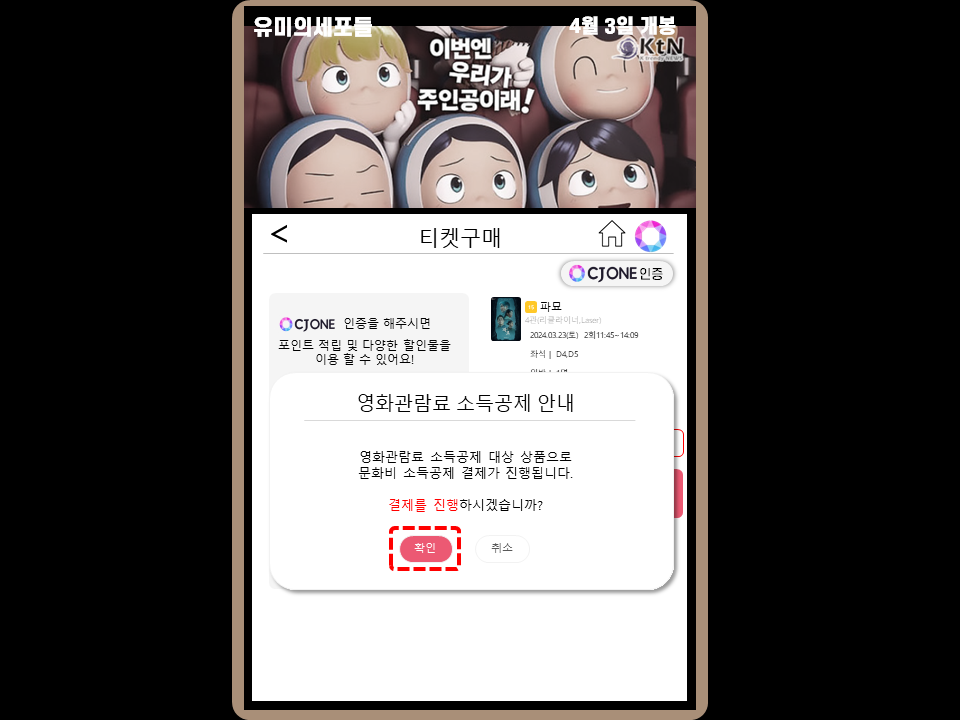 유미의세포들
4월 3일 개봉
KtN
K trendy NEWS
이번엔
우리가
주인공이래!
<
티켓구매
CJ ONE 인증
CJ ONE 인증을 해주시면
포인트 적립 및 다양한 할인몰을
이용 할 수 있어요!
파묘
4관(리클라이너,Laser)
2024.03.23(토) 2회11:45~14:09
좌석 | D4,D5
영화관람료 소득공제 안내
영화관람료 소득공제 대상 상품으로
문화비 소득공제 결제가 진행됩니다.
결제를 진행하시겠습니까?
확인
취소